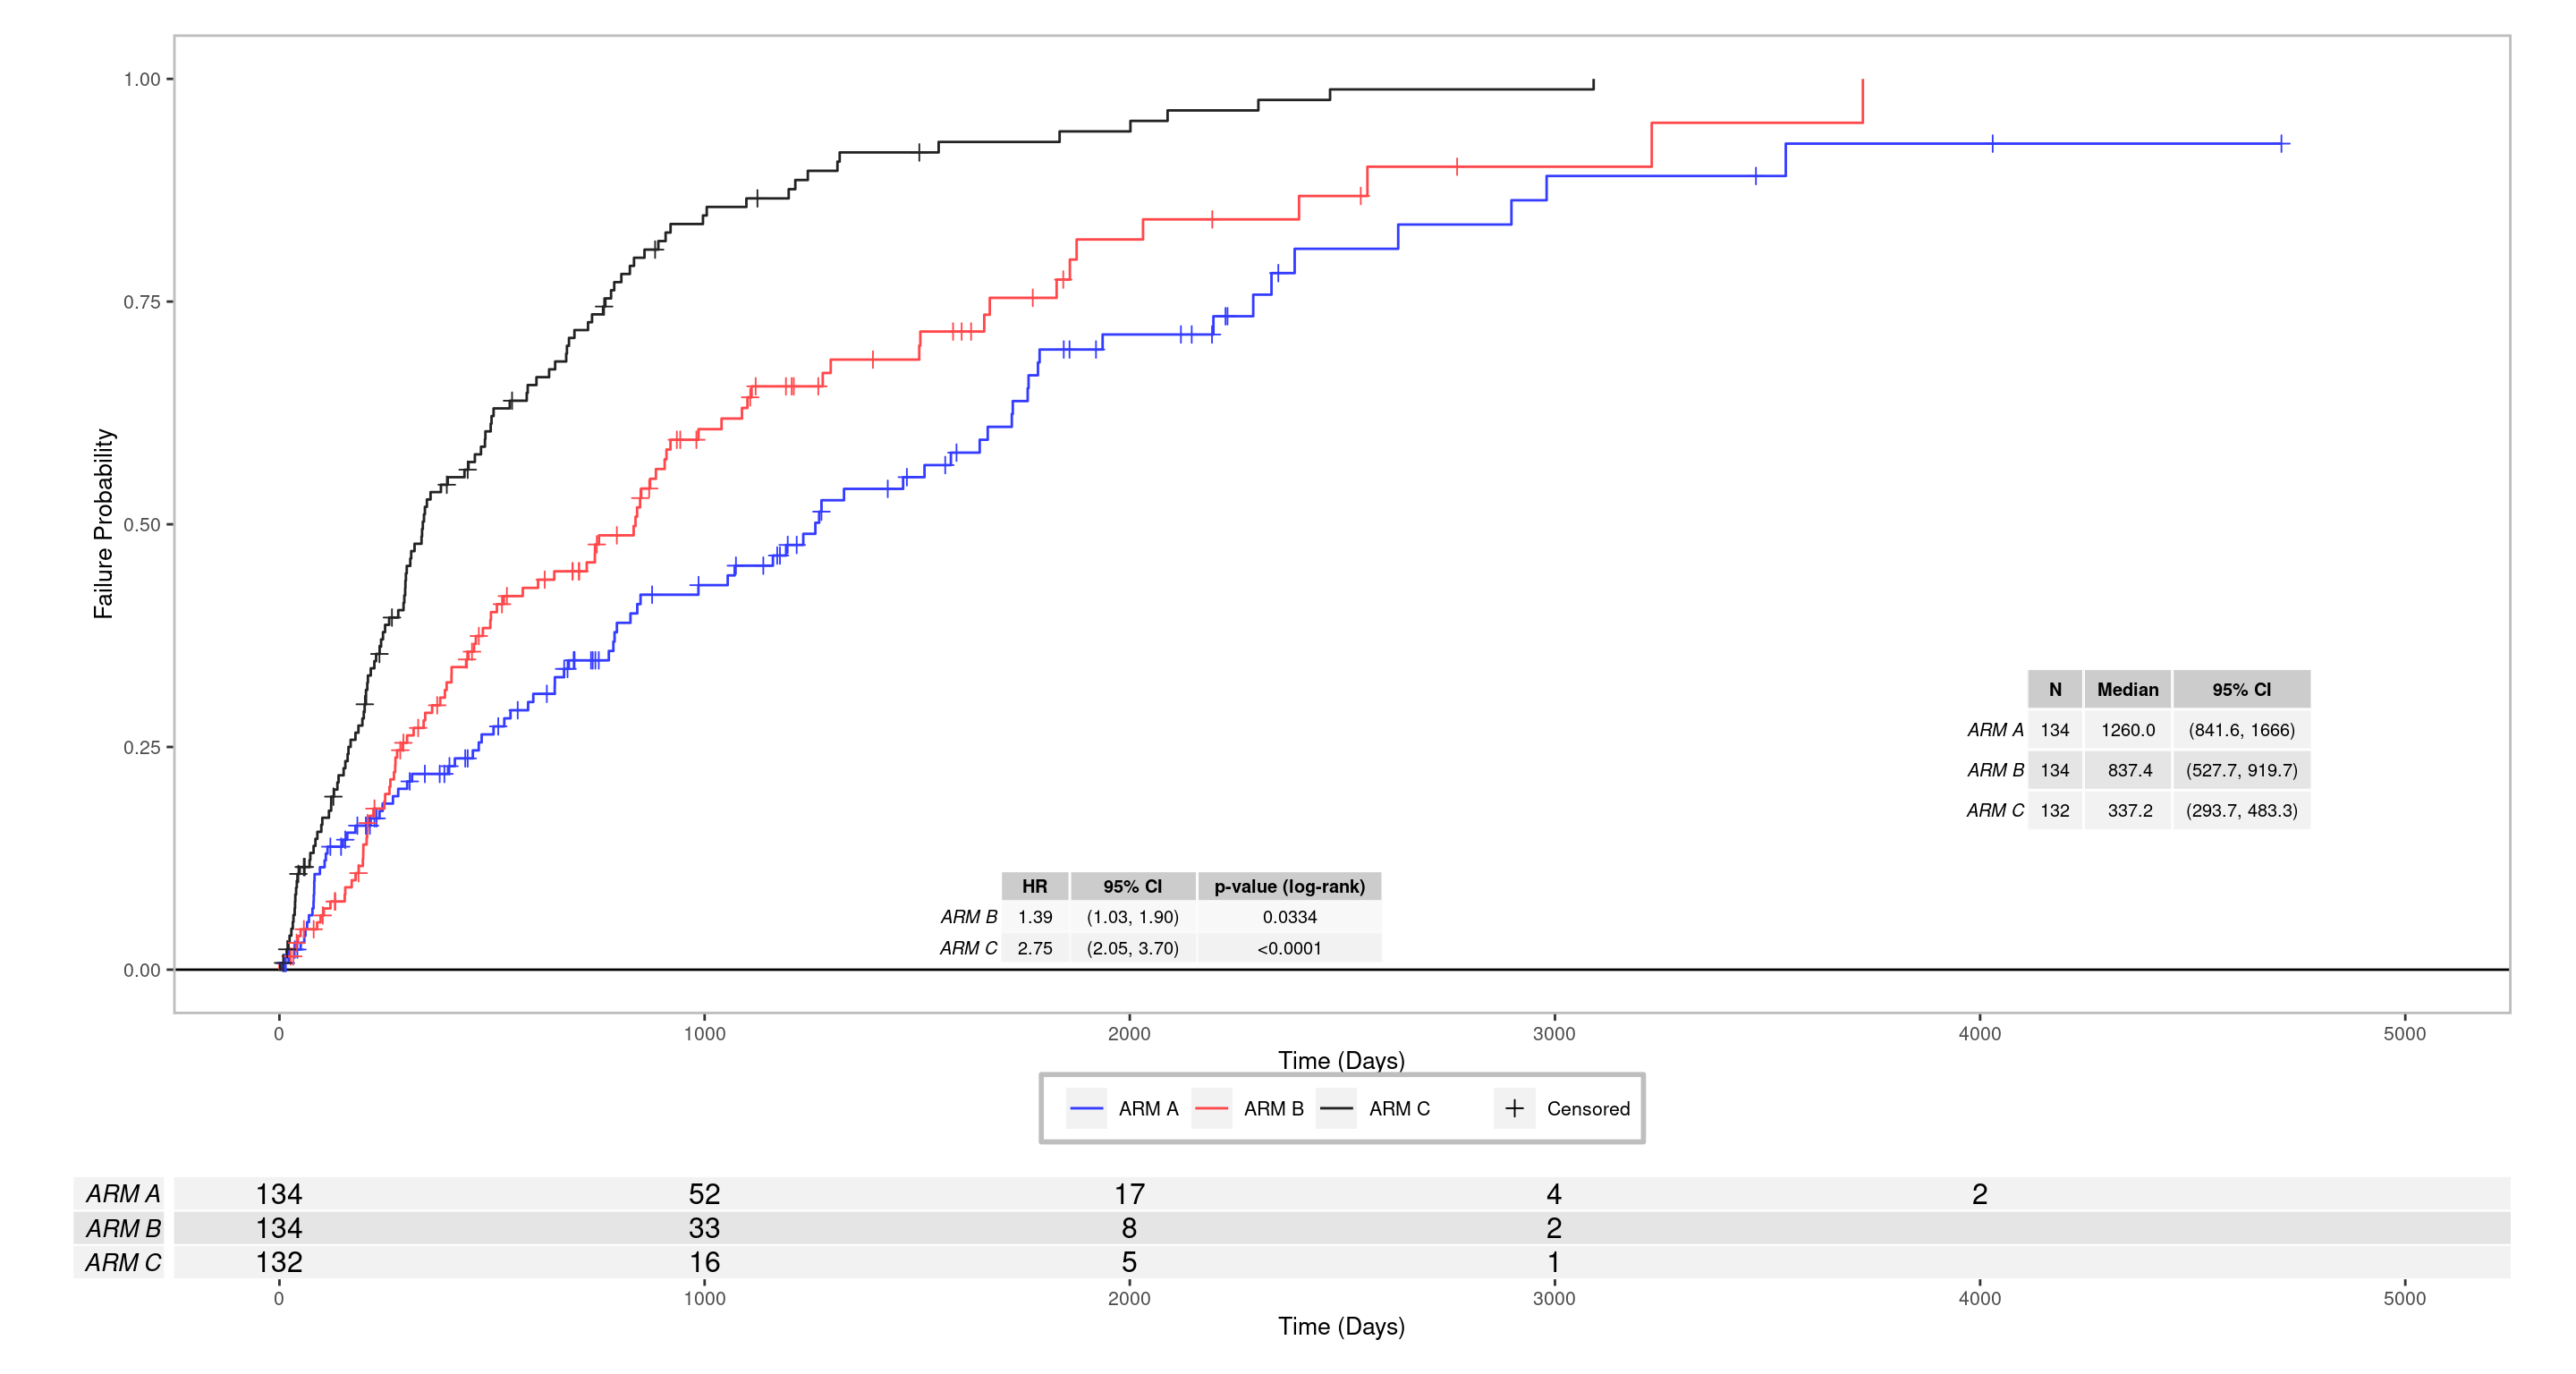 1.00
0.75
0.50
0.25
0.00
Failure Probability
N Median 95% CI
ARM A 134 1260.0 (841.6, 1666)
ARM B 134 837.4 (527.7, 919.7)
ARM C 132 337.2 (293.7, 483.3)
HR 95% CI p-value (log-rank)
ARM B 1.39 (1.03, 1.90) 0.0334
ARM C 2.75 (2.05, 3.70) <0.0001
0 1000 2000 3000 4000 5000
Time (Days)
ARM A ARM B ARM C Censored
ARM A 134 52 17 4 2
ARM B 134 33 8 2
ARM C 132 16 5 1
0 1000 2000 3000 4000 5000
Time (Days)